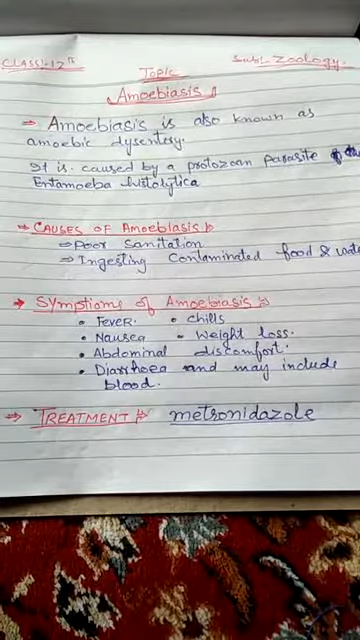 CLASS:-12th
SUB:- Zoology.
Topic
Amoebiasis
→ Amoebiasis is also known as
amoebic dysentery.
It is caused by a protozoan parasite
Entamoeba histolytica
→ CAUSES OF AMOEBIASIS
⇒ Poor Sanitation
⇒ Ingesting Contaminated food &
→ Symptioms of Amoebiasis
• FEVER. • chills
• Nausea • weight loss.
• Abdominal discomfort.
• Diarrhoea and may include
blood.
→ TREATMENT metronidazole